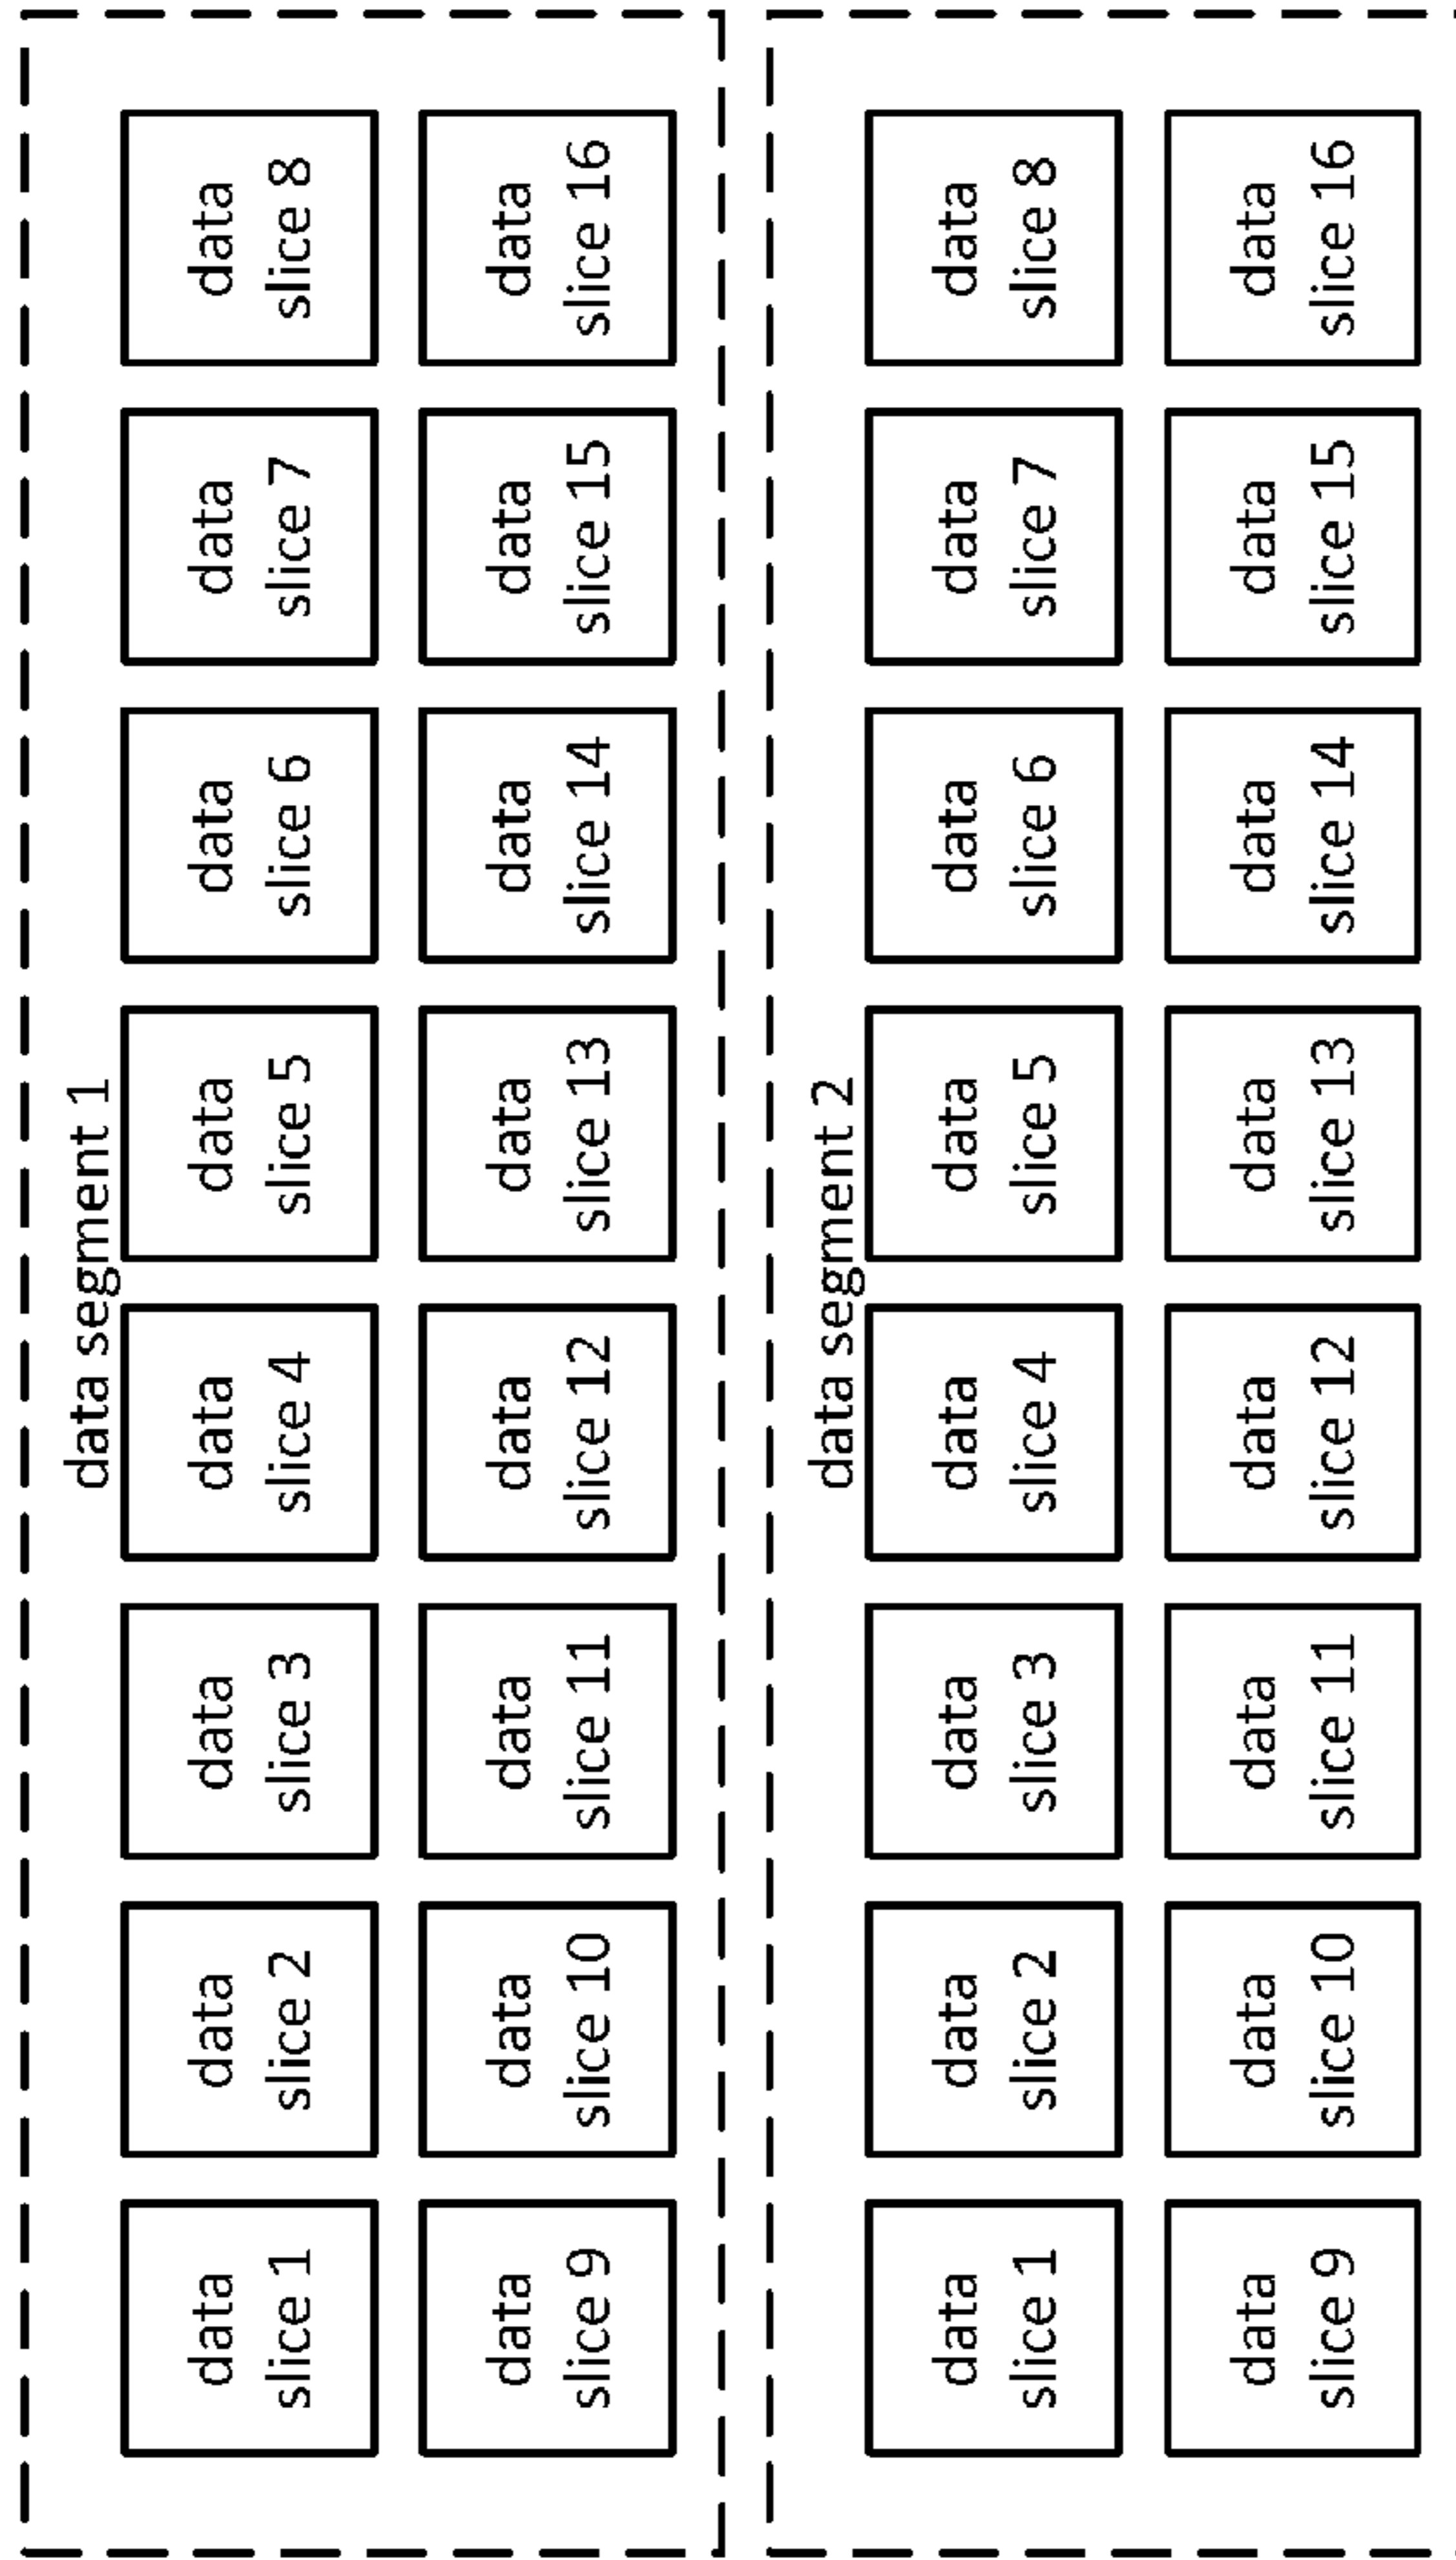 data segment 1
data
slice 1
data
slice 2
data
slice 3
data
slice 4
data
slice 5
data
slice 6
data
slice 7
data
slice 8
data
slice 9
data
slice 10
data
slice 11
data
slice 12
data
slice 13
data
slice 14
data
slice 15
data
slice 16
data segment 2
data
slice 1
data
slice 2
data
slice 3
data
slice 4
data
slice 5
data
slice 6
data
slice 7
data
slice 8
data
slice 9
data
slice 10
data
slice 11
data
slice 12
data
slice 13
data
slice 14
data
slice 15
data
slice 16